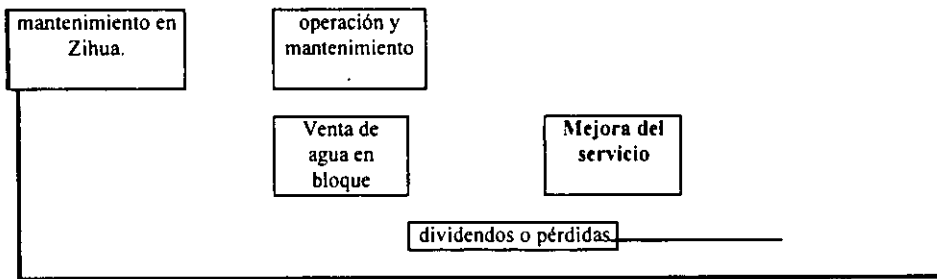 mantenimiento en
Zihua.
operación y
mantenimiento
.
Venta de
agua en
bloque
Mejora del
servicio
dividendos o pérdidas